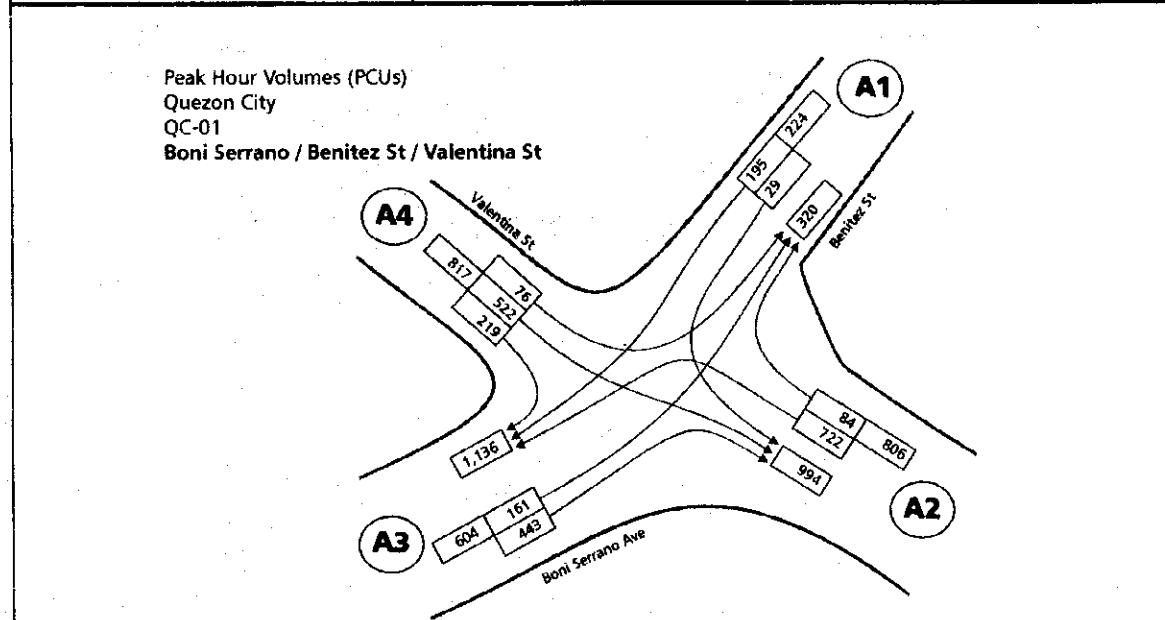 Peak Hour Volumes (PCUs)
Quezon City
QC-01
Boni Serrano / Benitez St / Valentina St
A1
224
195
29
320
Benitez St
A4
Valentina St
817
76
522
219
1,136
84
722
806
994
A2
A3
604
161
443
Boni Serrano Ave